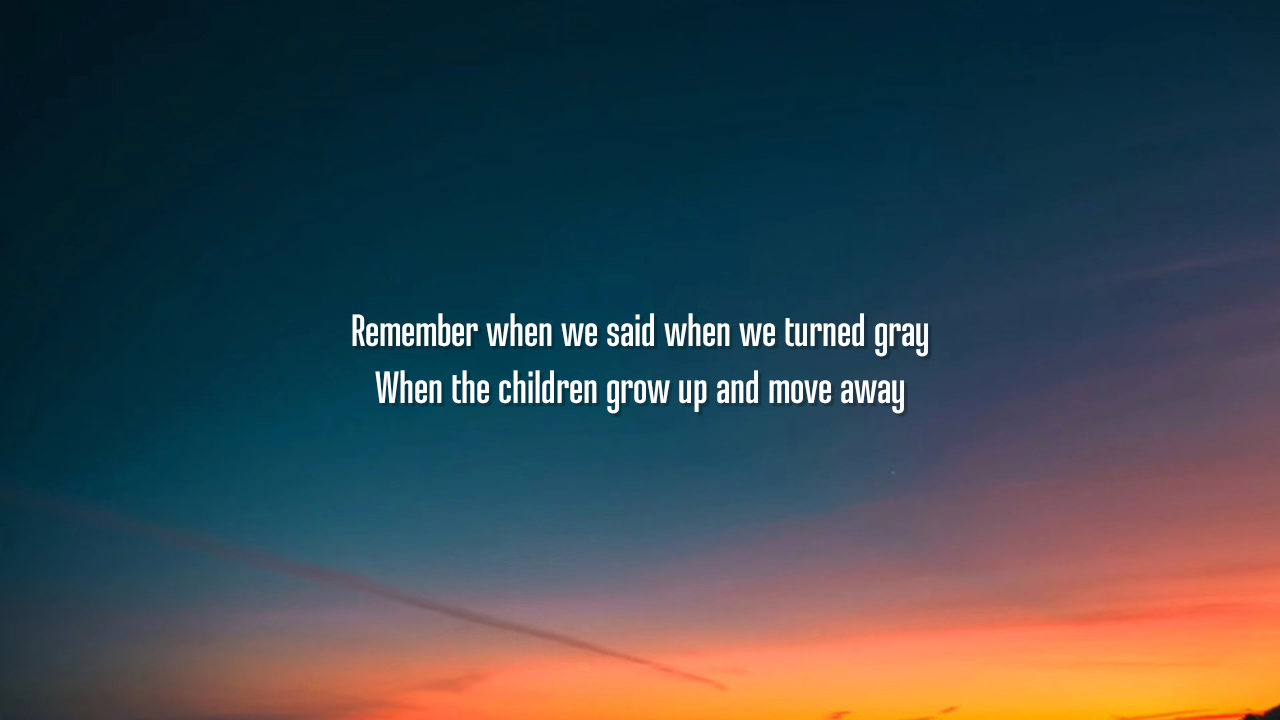 Remember when we said when we turned gray
When the children grow up and move away